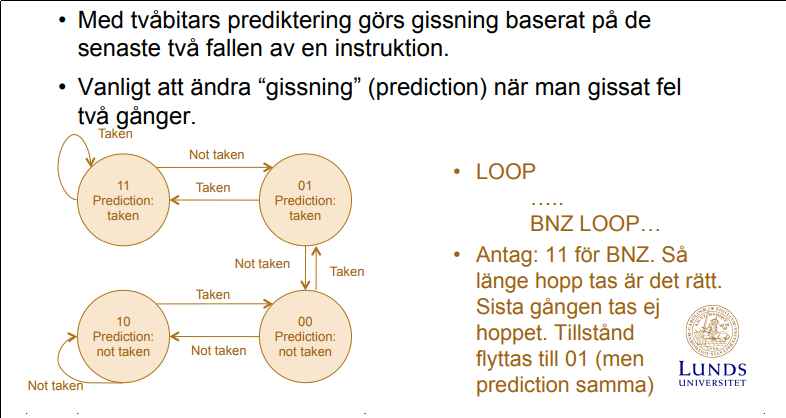 • Med tvåbitars prediktering görs gissning baserat på de
senaste två fallen av en instruktion.
• Vanligt att ändra “gissning” (prediction) när man gissat fel
två gånger.
Taken
Not taken
Taken
11
Prediction:
taken
01
Prediction:
taken
Not taken
Taken
Taken
Not taken
10
Prediction:
not taken
00
Prediction:
not taken
Not taken
• LOOP
…..
BNZ LOOP…
• Antag: 11 för BNZ. Så
länge hopp tas är det rätt.
Sista gången tas ej
hoppet. Tillstånd
flyttas till 01 (men
prediction samma)
LUNDS
UNIVERSITET